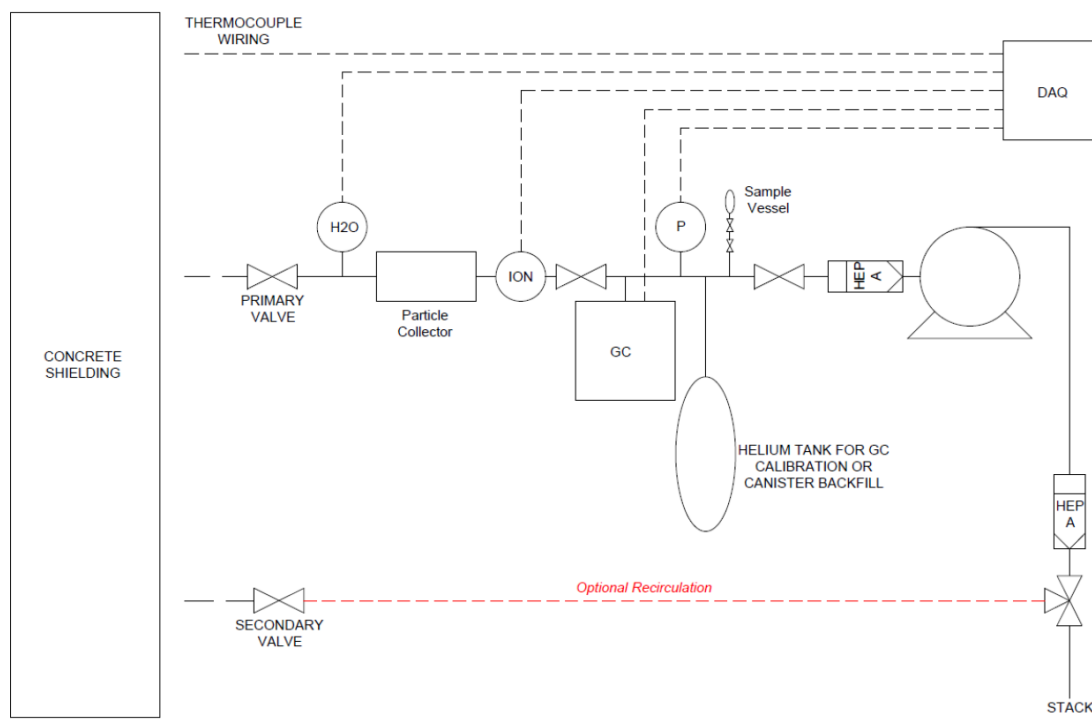 THERMOCOUPLE
WIRING
DAQ
Sample
Vessel
H2O
P
ION
HEP
A
PRIMARY
VALVE
Particle
Collector
GC
CONCRETE
SHIELDING
HELIUM TANK FOR GC
CALIBRATION OR
CANISTER BACKFILL
HEP
A
Optional Recirculation
SECONDARY
VALVE
STACK